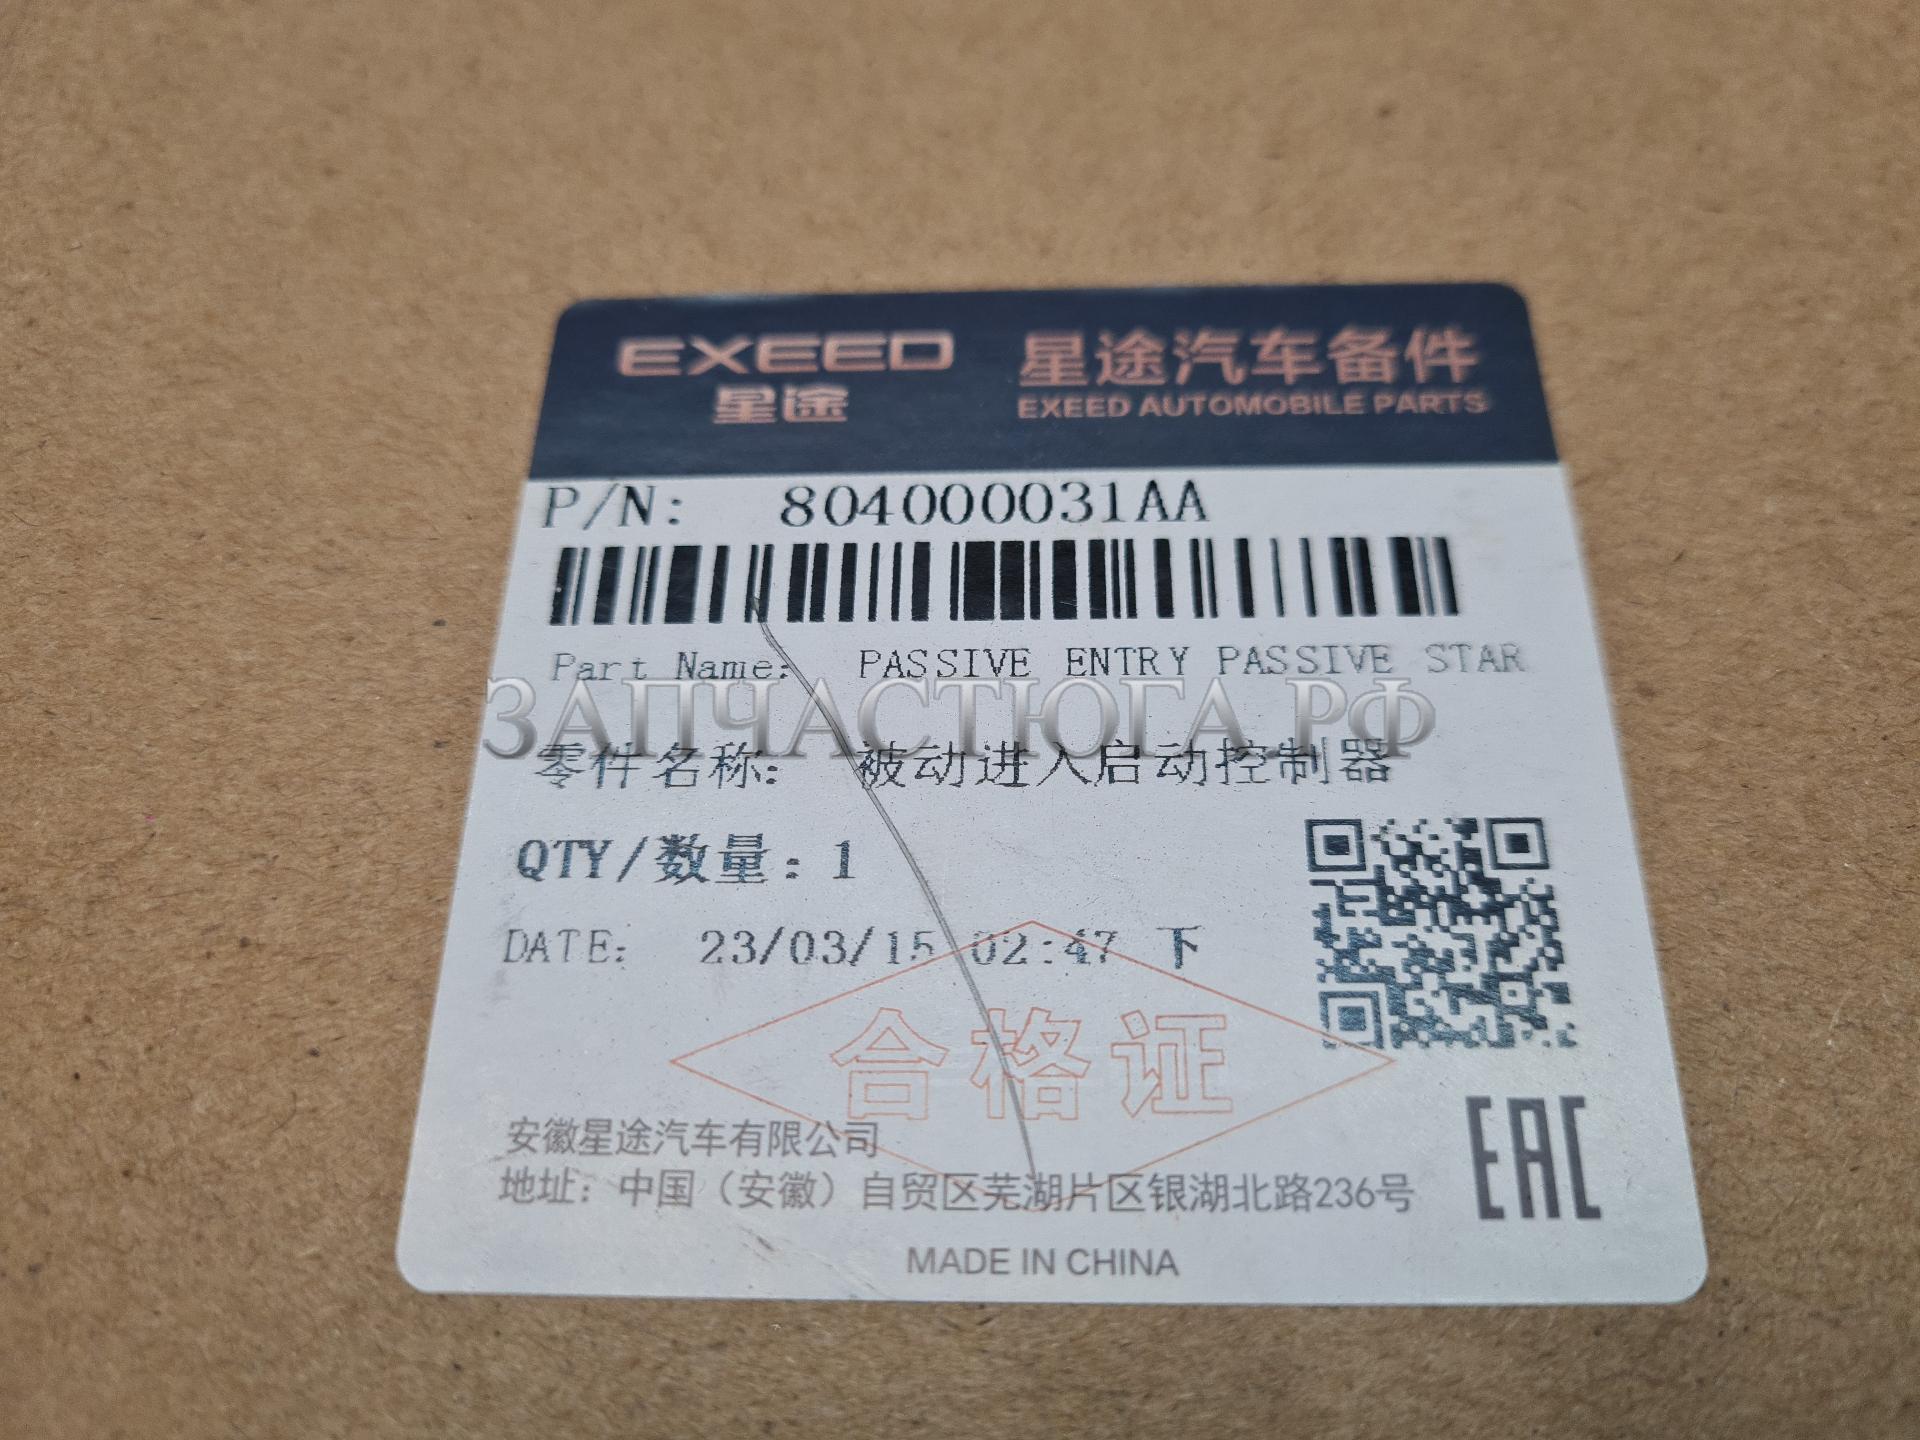 EXEED
星途
星途汽车备件
EXEED AUTOMOBILE PARTS
P/N: 804000031AA
Part Name: PASSIVE ENTRY PASSIVE STAR
ЗАПЧАСТЮГА.РФ
零件名称: 被动进入启动控制器
QTY/数量: 1
DATE: 23/03/15 02:47 下
合格证
安徽星途汽车有限公司
地址：中国（安徽）自贸区芜湖片区银湖北路236号
EAC
MADE IN CHINA